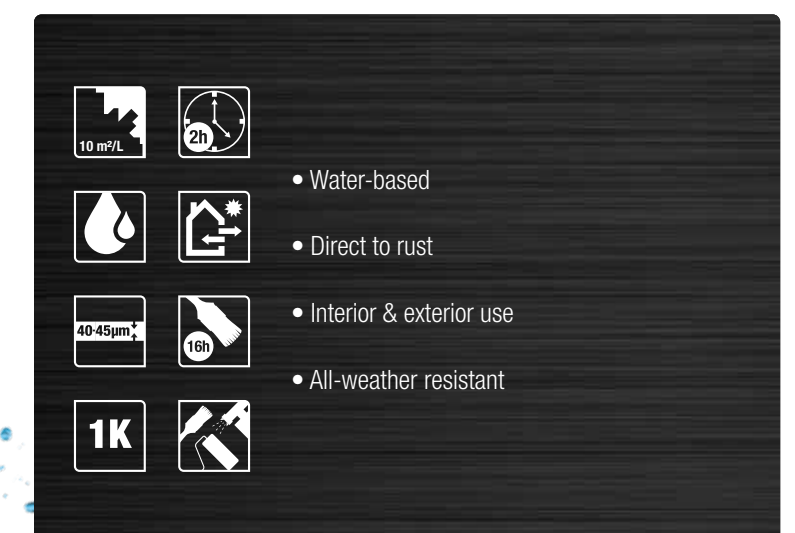 10 m²/L
2h
• Water-based
• Direct to rust
40-45µm
16h
• Interior & exterior use
• All-weather resistant
1K